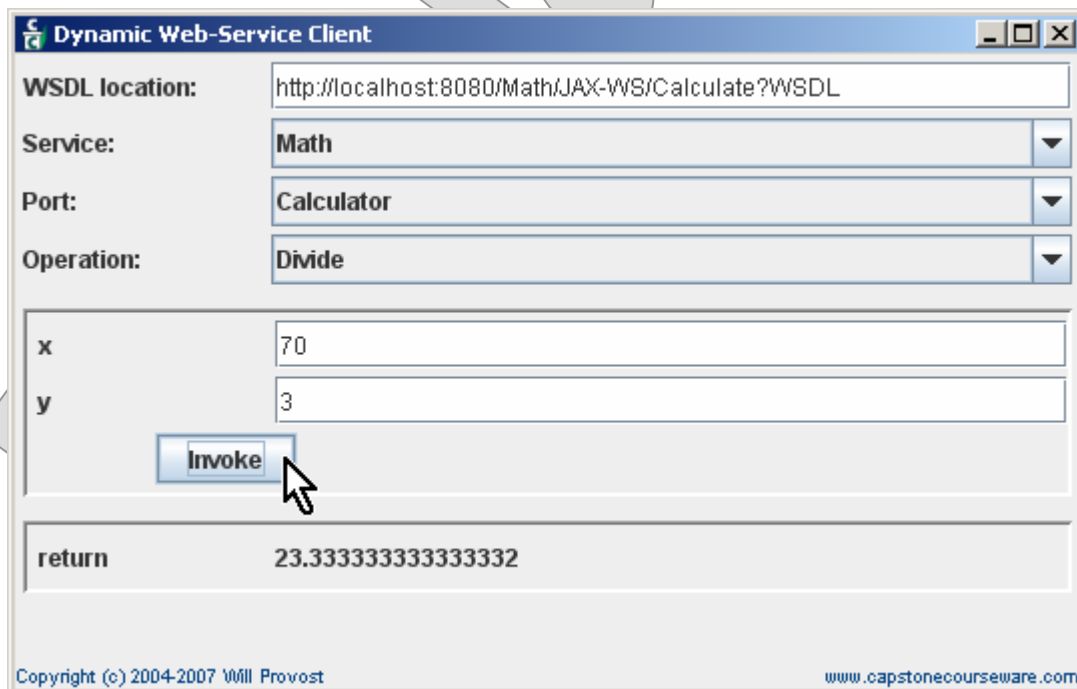 Dynamic Web-Service Client
WSDL location: http://localhost:8080/Math/JAX-WS/Calculate?WSDL
Service: Math
Port: Calculator
Operation: Divide
x 70
y 3
Invoke
return 23.333333333333332
Copyright (c) 2004-2007 Will Provost www.capstonecourseware.com